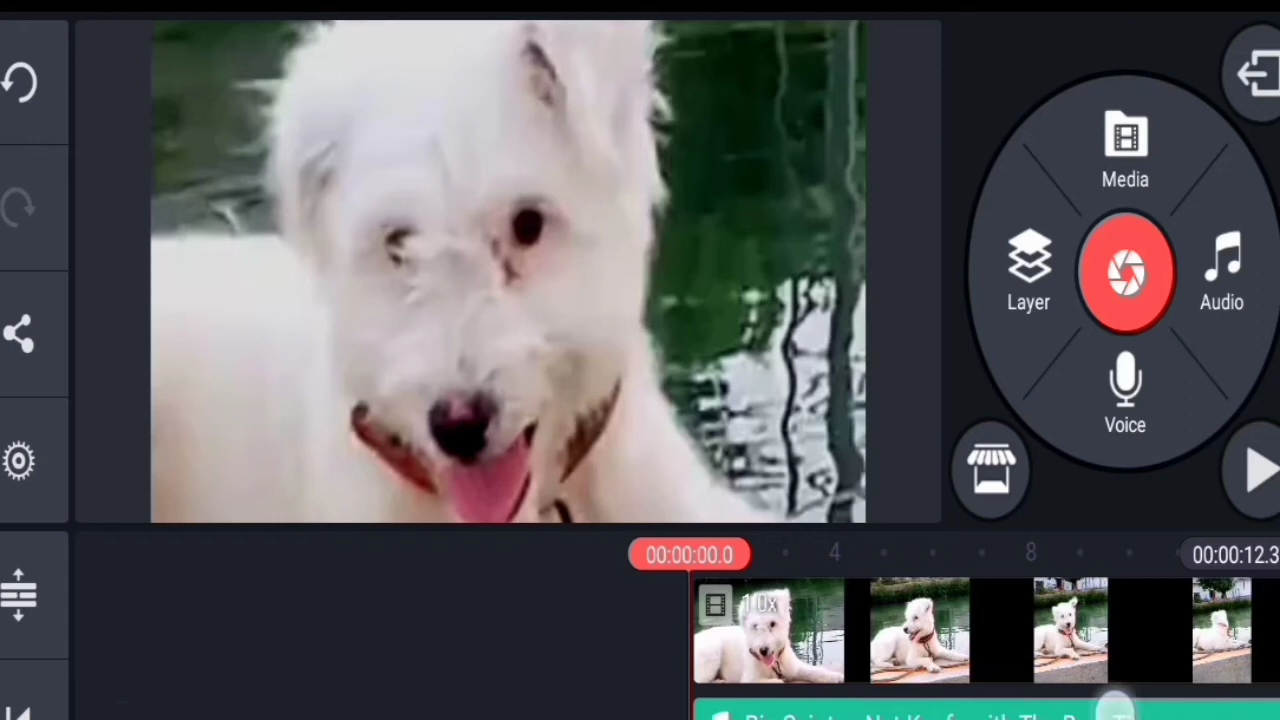 Media
Layer
Audio
Voice
00:00:00.0
4
8
00:00:12.3
1.0x